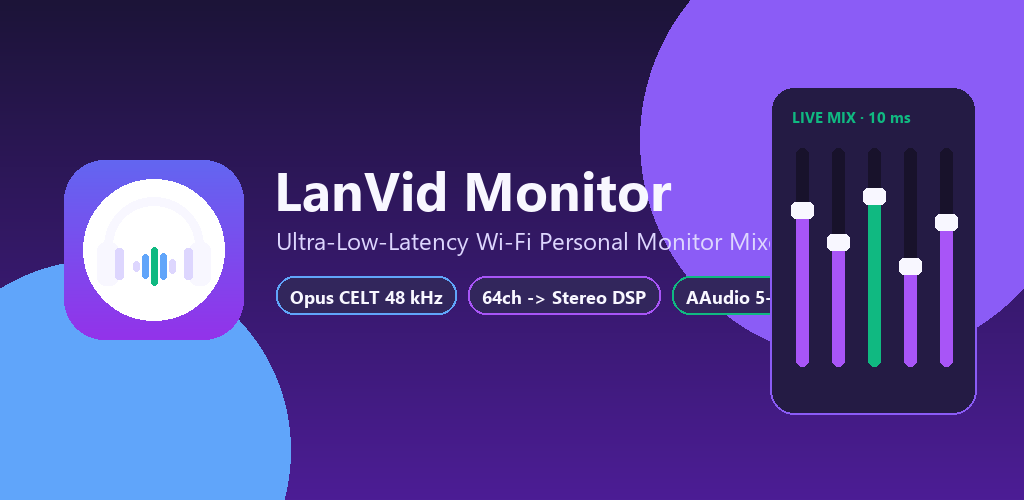 LIVE MIX · 10 ms
LanVid Monitor
Ultra-Low-Latency Wi-Fi Personal Monitor Mix
Opus CELT 48 kHz
64ch -> Stereo DSP
AAudio 5-